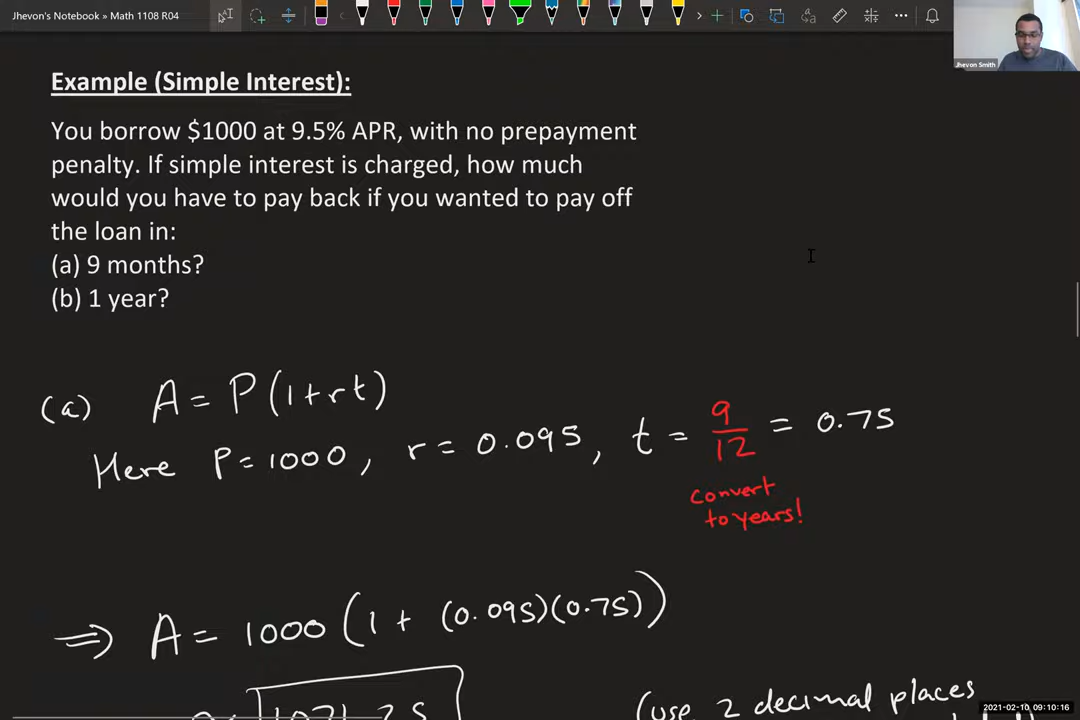 Jhevon's Notebook » Math 1108 R04
Jhevon Smith
Example (Simple Interest):
You borrow $1000 at 9.5% APR, with no prepayment
penalty. If simple interest is charged, how much
would you have to pay back if you wanted to pay off
the loan in:
(a) 9 months?
(b) 1 year?
(a) A = P(1+rt)
Here P=1000, r = 0.095, t = 9/12 = 0.75
convert
to years!
⇒ A = 1000 (1 + (0.095)(0.75))
1071.25
(use 2 decimal places
2021-02-10 09:10:16